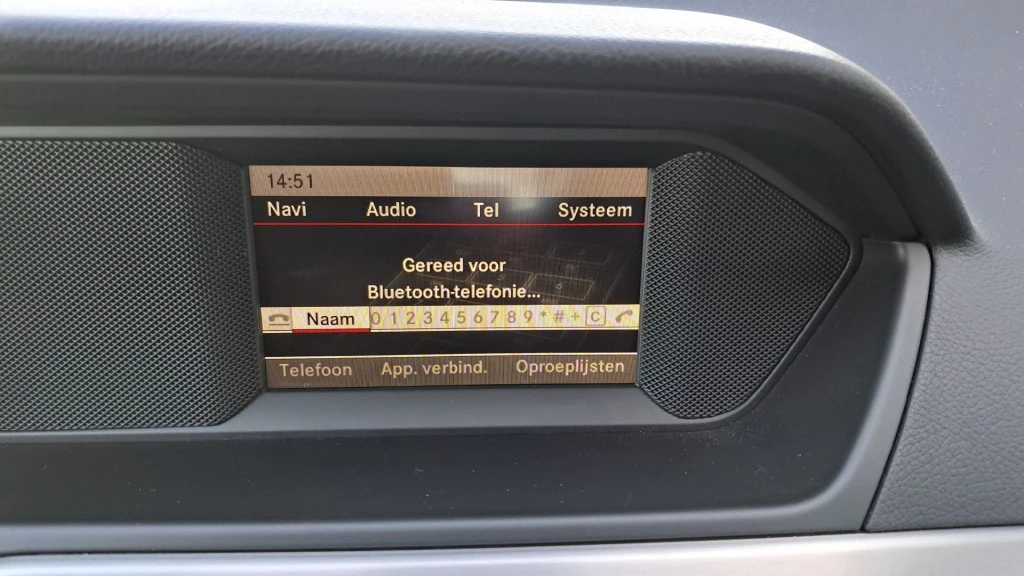 14:51
Navi Audio Tel Systeem
Gereed voor
Bluetooth-telefonie...
Naam 0 1 2 3 4 5 6 7 8 9 * # + C
Telefoon App. verbind. Oproeplijsten